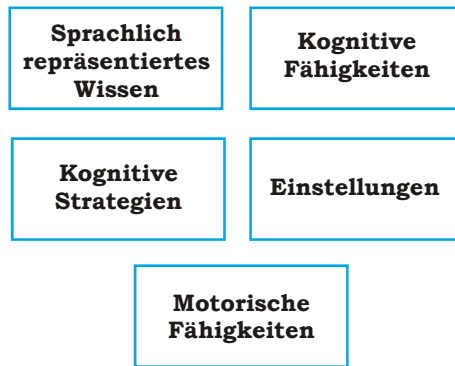 Sprachlich
repräsentiertes
Wissen
Kognitive
Fähigkeiten
Kognitive
Strategien
Einstellungen
Motorische
Fähigkeiten